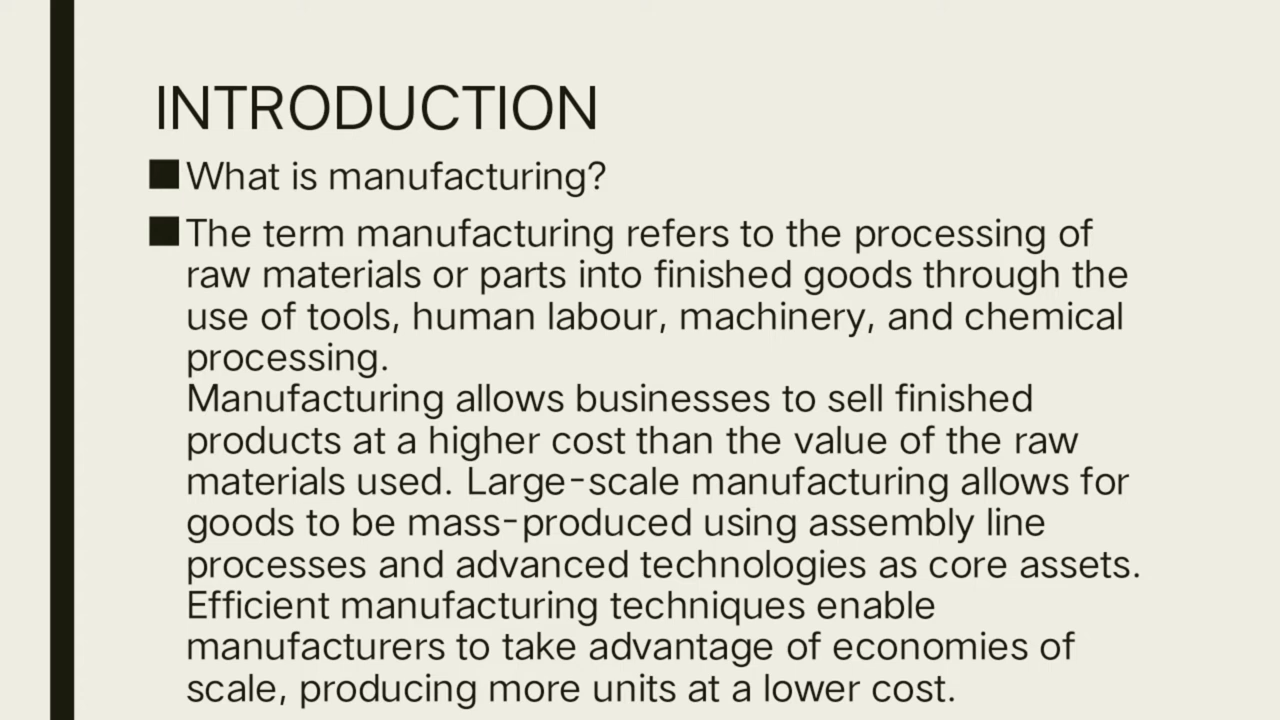 INTRODUCTION
What is manufacturing?
The term manufacturing refers to the processing of
raw materials or parts into finished goods through the
use of tools, human labour, machinery, and chemical
processing.
Manufacturing allows businesses to sell finished
products at a higher cost than the value of the raw
materials used. Large-scale manufacturing allows for
goods to be mass-produced using assembly line
processes and advanced technologies as core assets.
Efficient manufacturing techniques enable
manufacturers to take advantage of economies of
scale, producing more units at a lower cost.